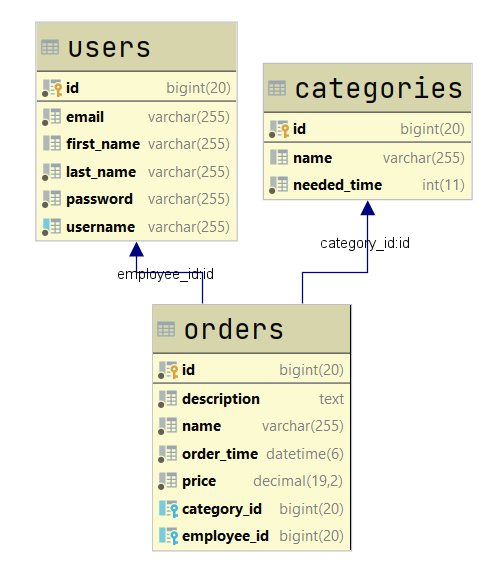 users
id bigint(20)
email varchar(255)
first_name varchar(255)
last_name varchar(255)
password varchar(255)
username varchar(255)
categories
id bigint(20)
name varchar(255)
needed_time int(11)
employee_id:id
category_id:id
orders
id bigint(20)
description text
name varchar(255)
order_time datetime(6)
price decimal(19,2)
category_id bigint(20)
employee_id bigint(20)